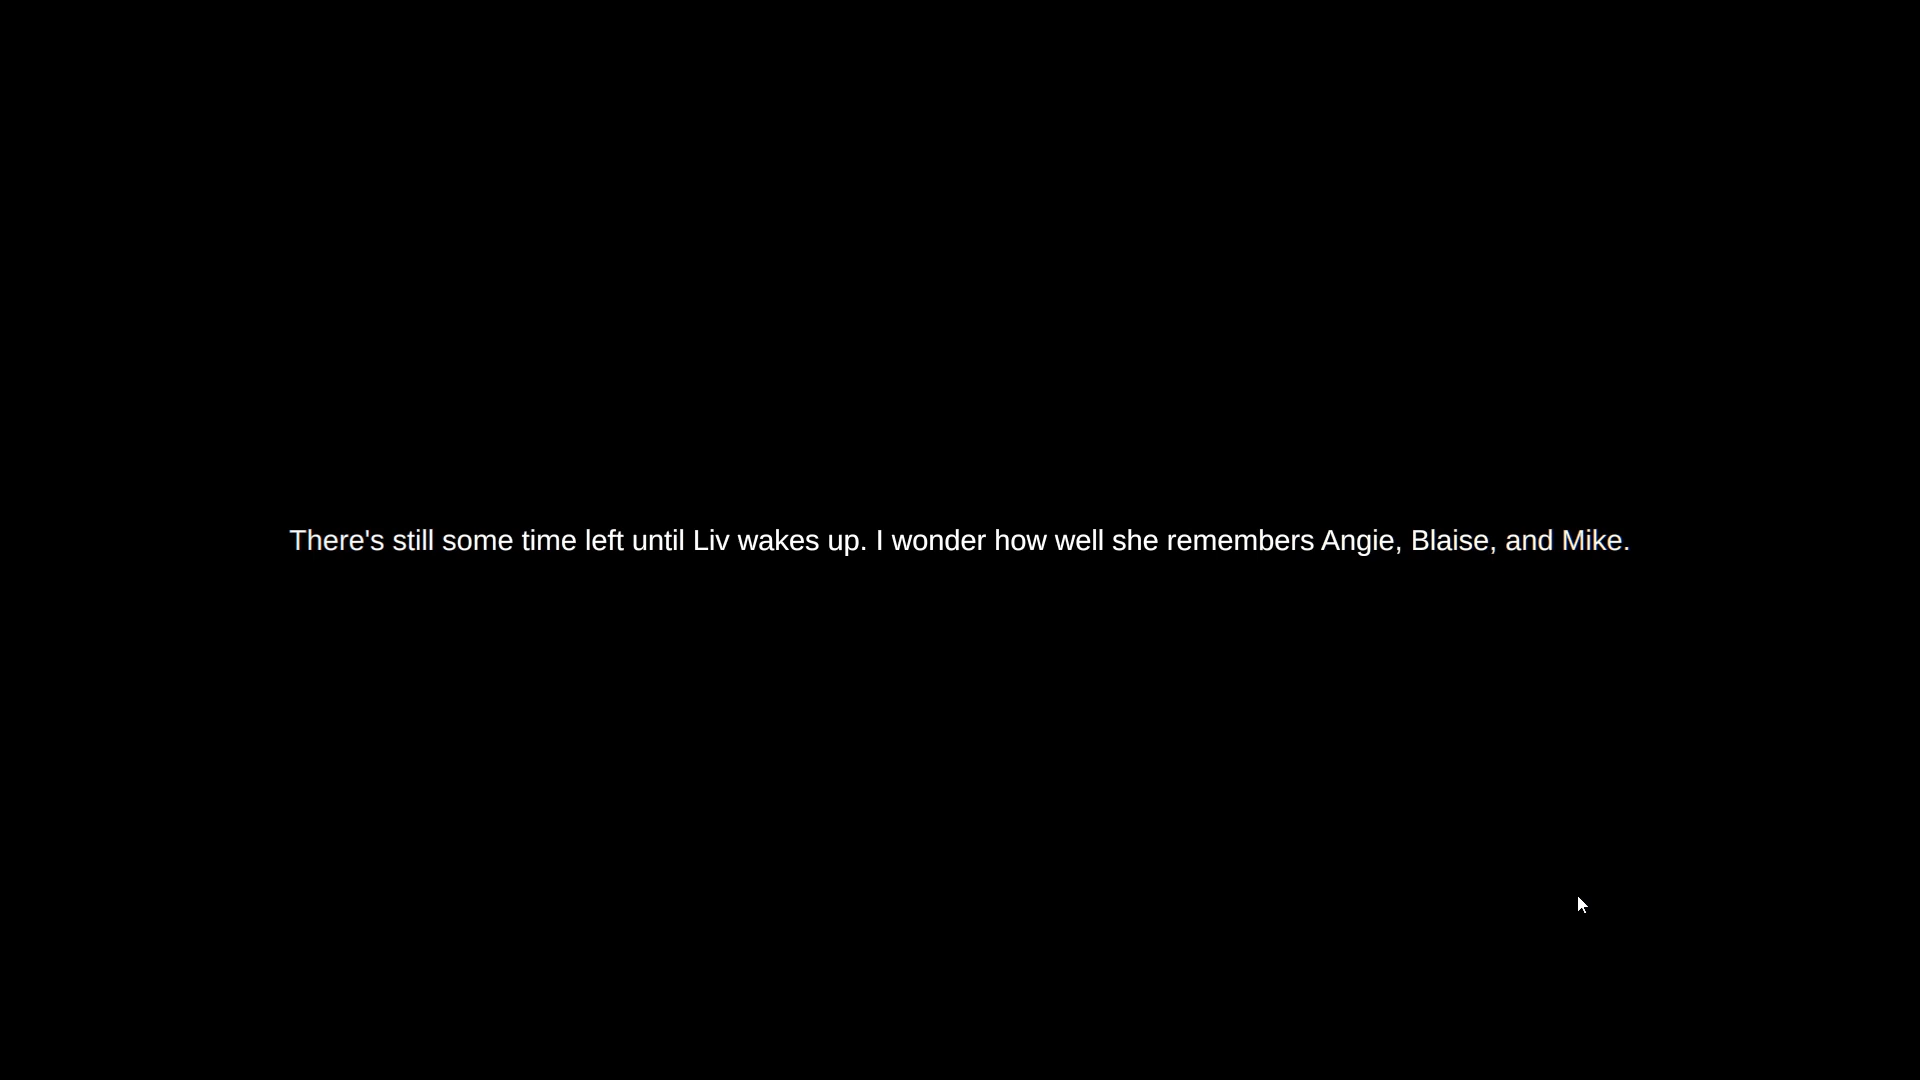 There's still some time left until Liv wakes up. I wonder how well she remembers Angie, Blaise, and Mike.